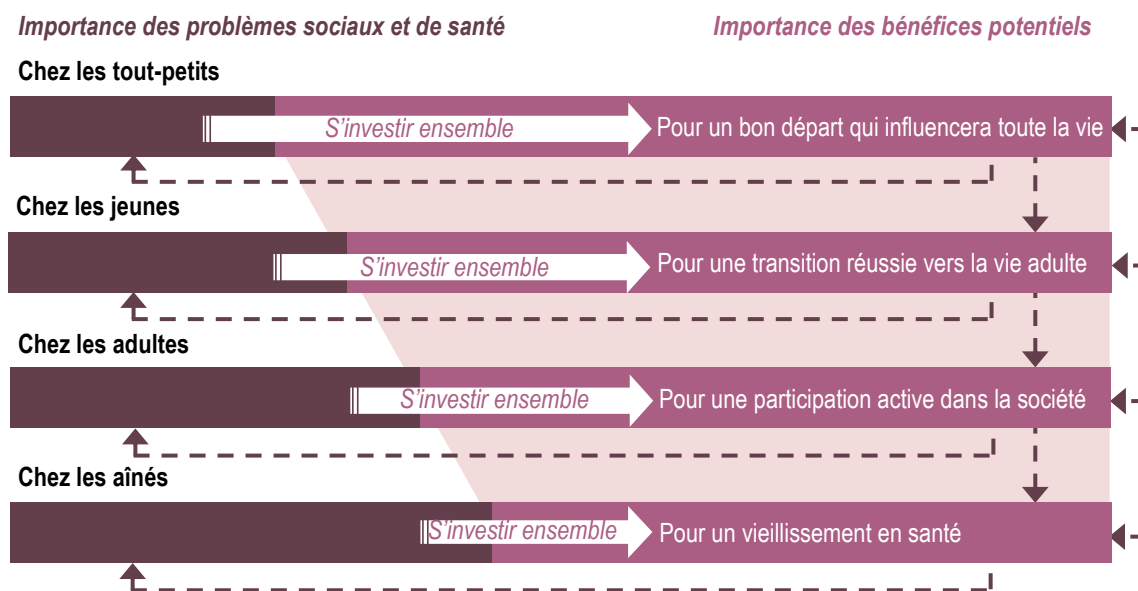 Importance des problèmes sociaux et de santé
Importance des bénéfices potentiels
Chez les tout-petits
S'investir ensemble
Pour un bon départ qui influencera toute la vie
Chez les jeunes
S'investir ensemble
Pour une transition réussie vers la vie adulte
Chez les adultes
S'investir ensemble
Pour une participation active dans la société
Chez les aînés
S'investir ensemble
Pour un vieillissement en santé